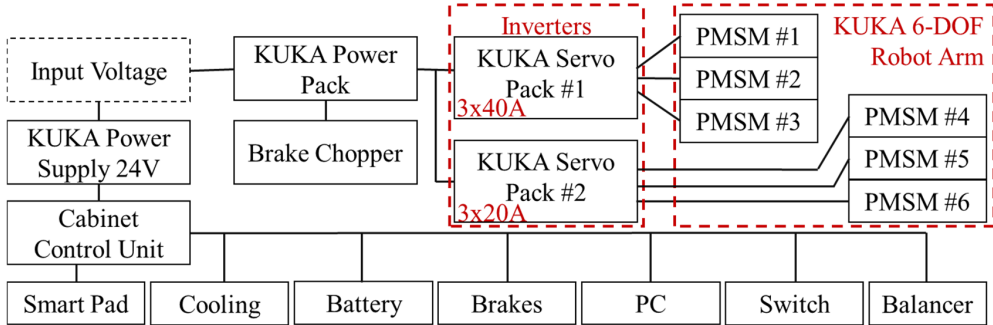 Input Voltage
KUKA Power
Pack
Inverters
KUKA Servo
Pack #1
3x40A
PMSM #1
PMSM #2
PMSM #3
KUKA 6-DOF
Robot Arm
KUKA Power
Supply 24V
Brake Chopper
KUKA Servo
Pack #2
3x20A
PMSM #4
PMSM #5
PMSM #6
Cabinet
Control Unit
Smart Pad
Cooling
Battery
Brakes
PC
Switch
Balancer